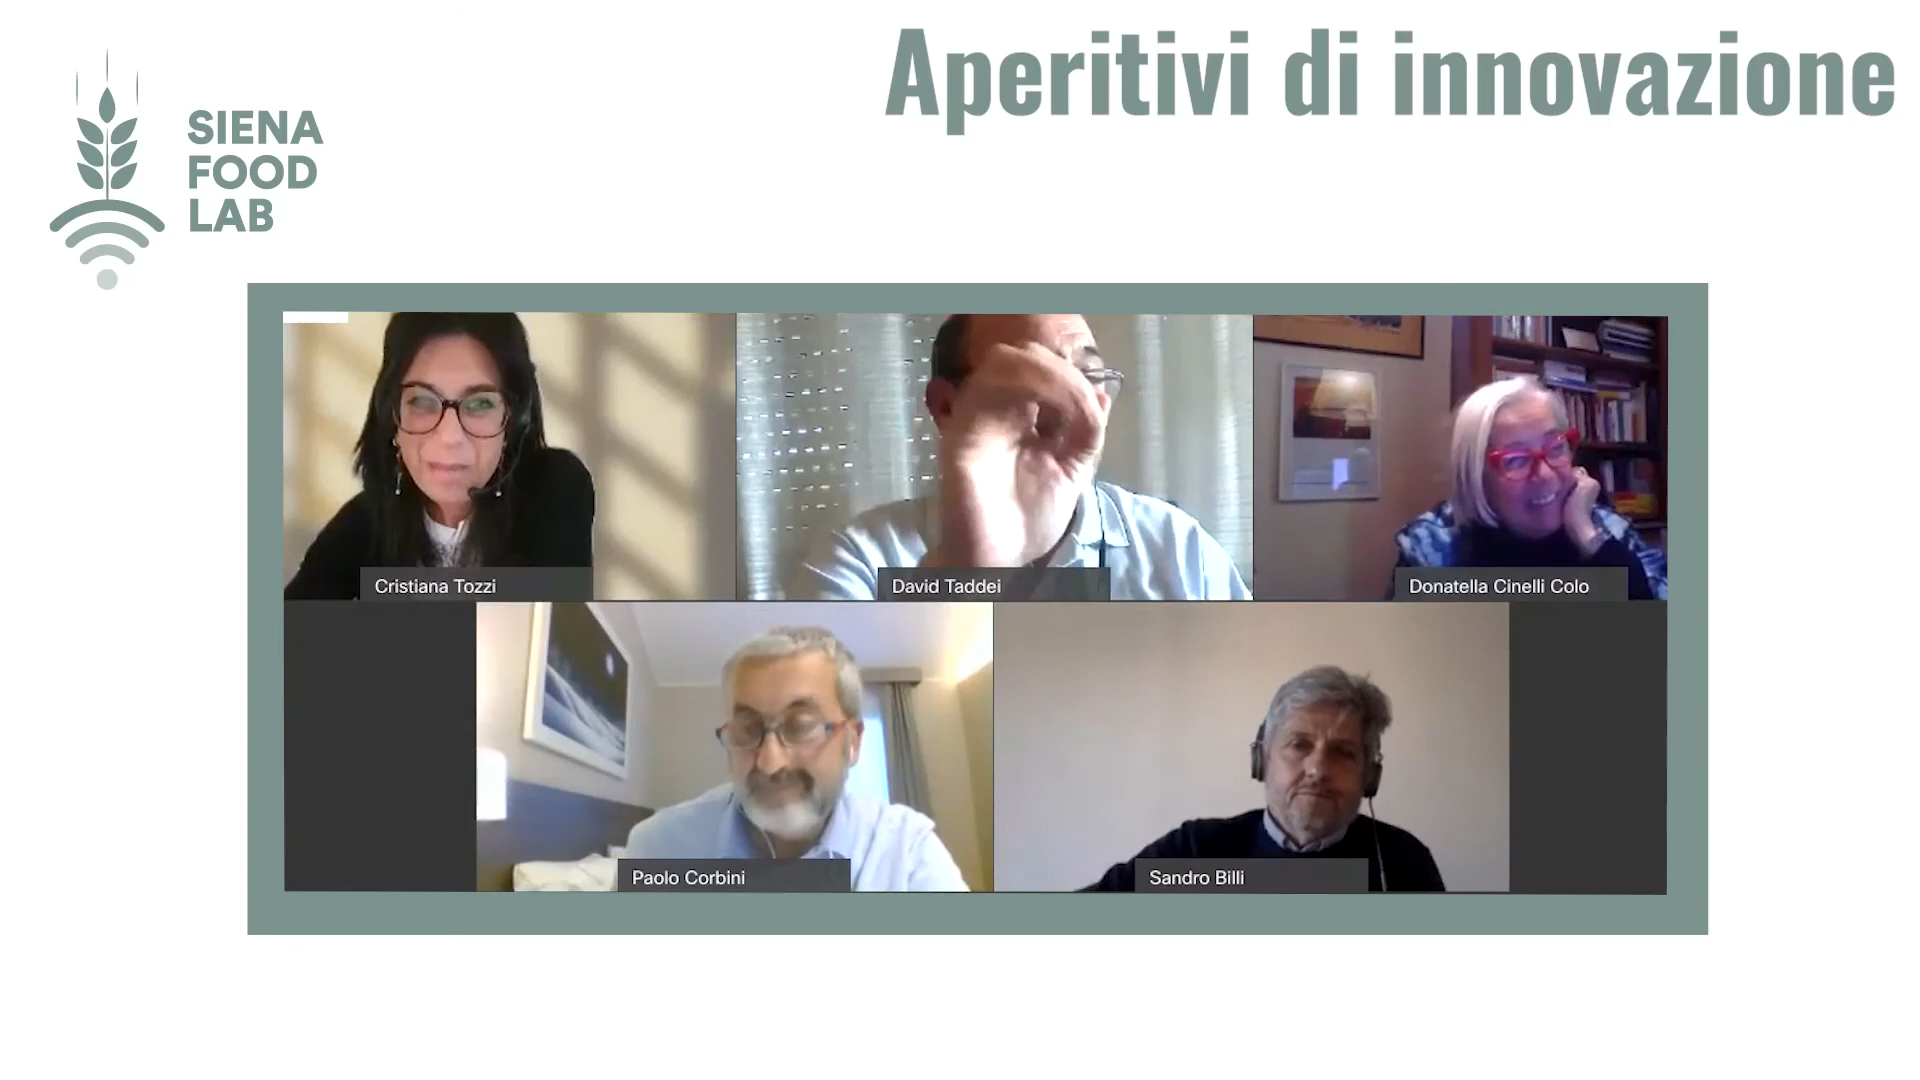 Aperitivi di innovazione
SIENA
FOOD
LAB
Cristiana Tozzi
David Taddei
Donatella Cinelli Colo
Paolo Corbini
Sandro Billi